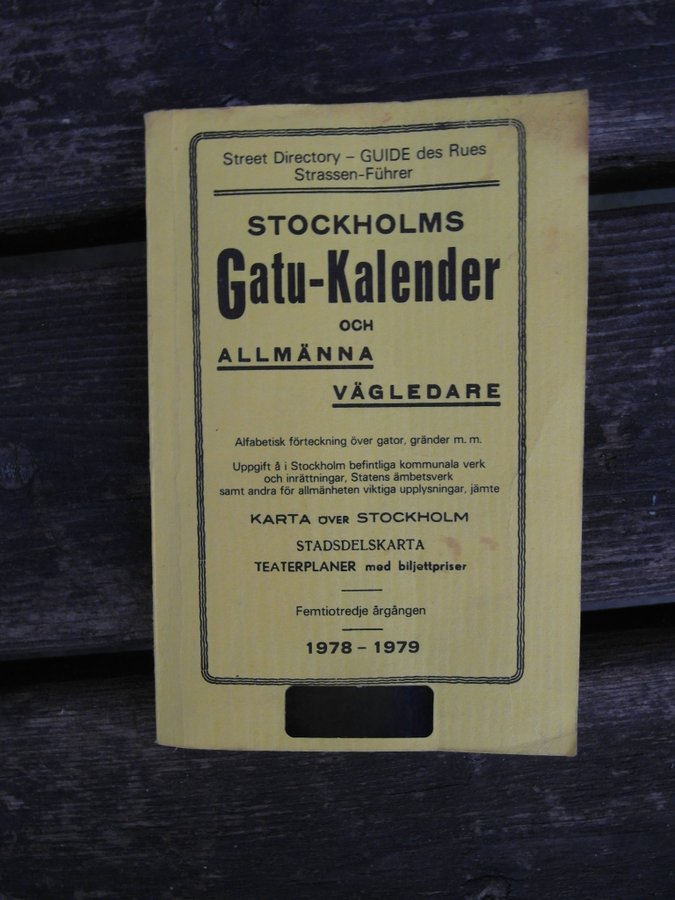 Street Directory – GUIDE des Rues
Strassen-Führer
STOCKHOLMS
Gatu-Kalender
OCH
ALLMÄNNA
VÄGLEDARE
Alfabetisk förteckning över gator, gränder m. m.
Uppgift å i Stockholm befintliga kommunala verk
och inrättningar, Statens ämbetsverk
samt andra för allmänheten viktiga upplysningar, jämte
KARTA ÖVER STOCKHOLM
STADSDELSKARTA
TEATERPLANER med biljettpriser
Femtiotredje årgången
1978 – 1979